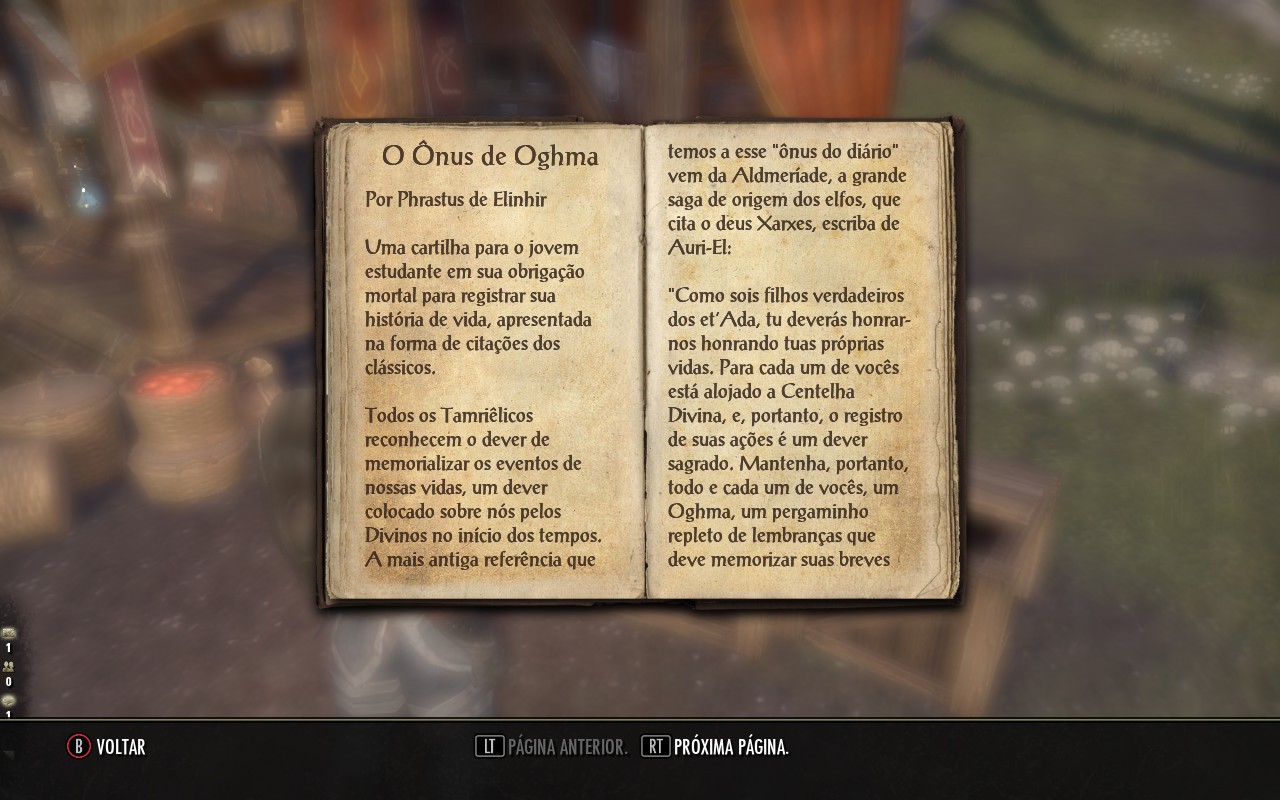 O Ônus de Oghma
Por Phrastus de Elinhir
Uma cartilha para o jovem
estudante em sua obrigação
mortal para registrar sua
história de vida, apresentada
na forma de citações dos
clássicos.
Todos os Tamriêlicos
reconhecem o dever de
memorializar os eventos de
nossas vidas, um dever
colocado sobre nós pelos
Divinos no início dos tempos.
A mais antiga referência que
temos a esse "ônus do diário"
vem da Aldmeríade, a grande
saga de origem dos elfos, que
cita o deus Xarxes, escriba de
Auri-El:
"Como sois filhos verdadeiros
dos et'Ada, tu deverás honrar-
nos honrando tuas próprias
vidas. Para cada um de vocês
está alojado a Centelha
Divina, e, portanto, o registro
de suas ações é um dever
sagrado. Mantenha, portanto,
todo e cada um de vocês, um
Oghma, um pergaminho
repleto de lembranças que
deve memorizar suas breves
1
0
1
B VOLTAR
LT PÁGINA ANTERIOR.
RT PRÓXIMA PÁGINA.